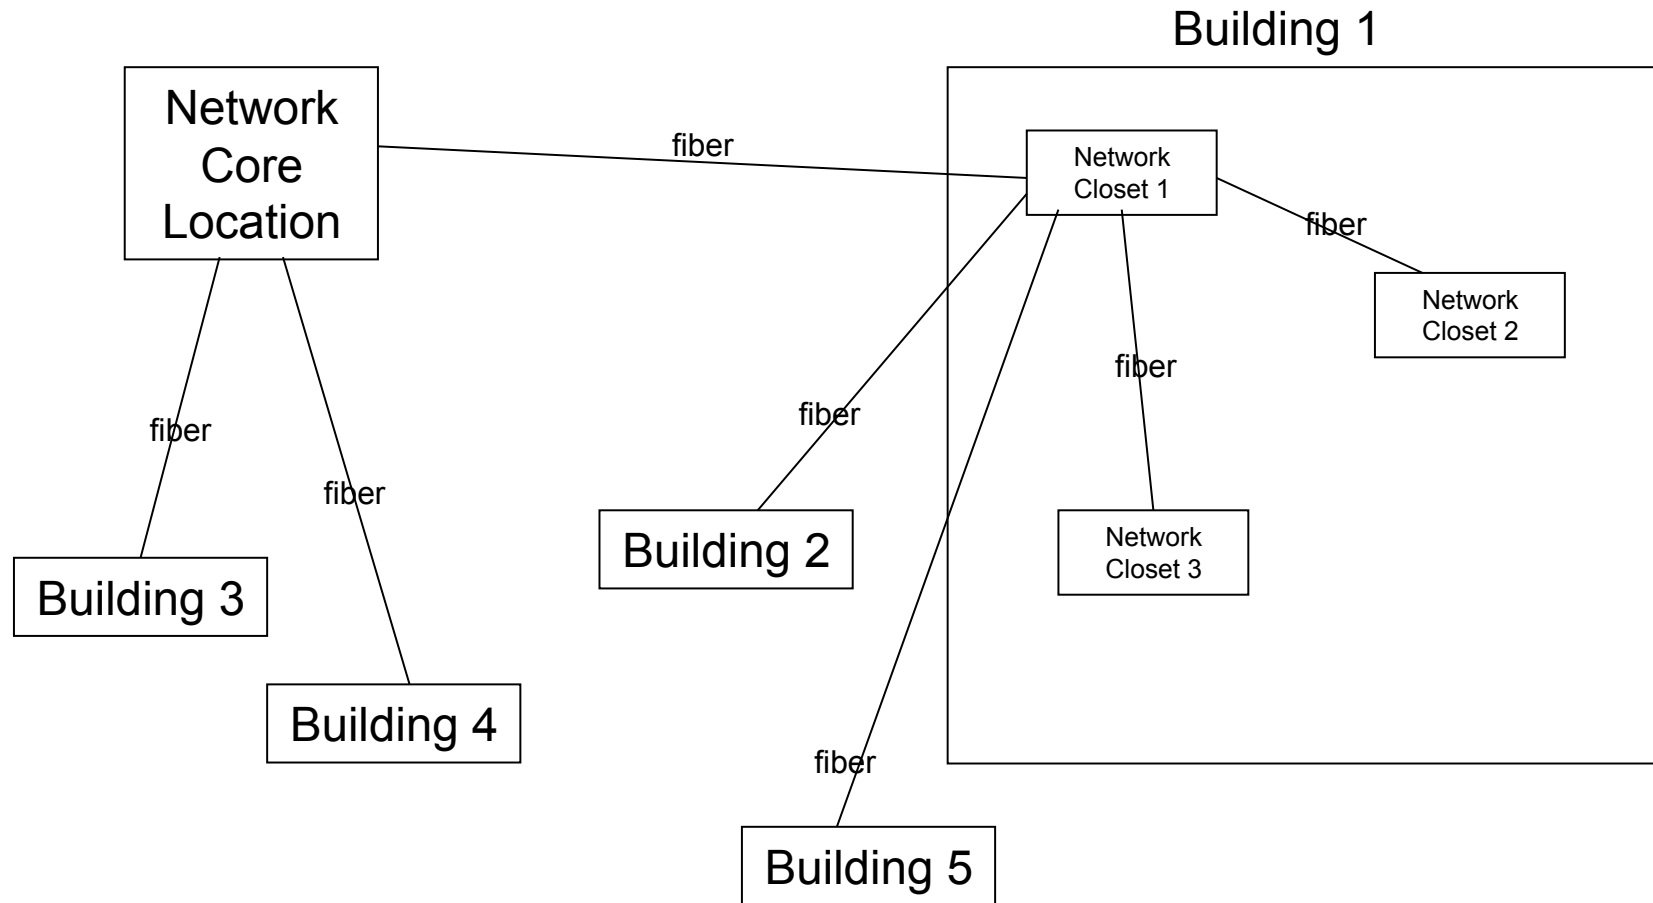 Building 1
Network
Core
Location
fiber
Network
Closet 1
fiber
Network
Closet 2
fiber
fiber
fiber
fiber
Network
Closet 3
Building 2
Building 3
Building 4
fiber
Building 5